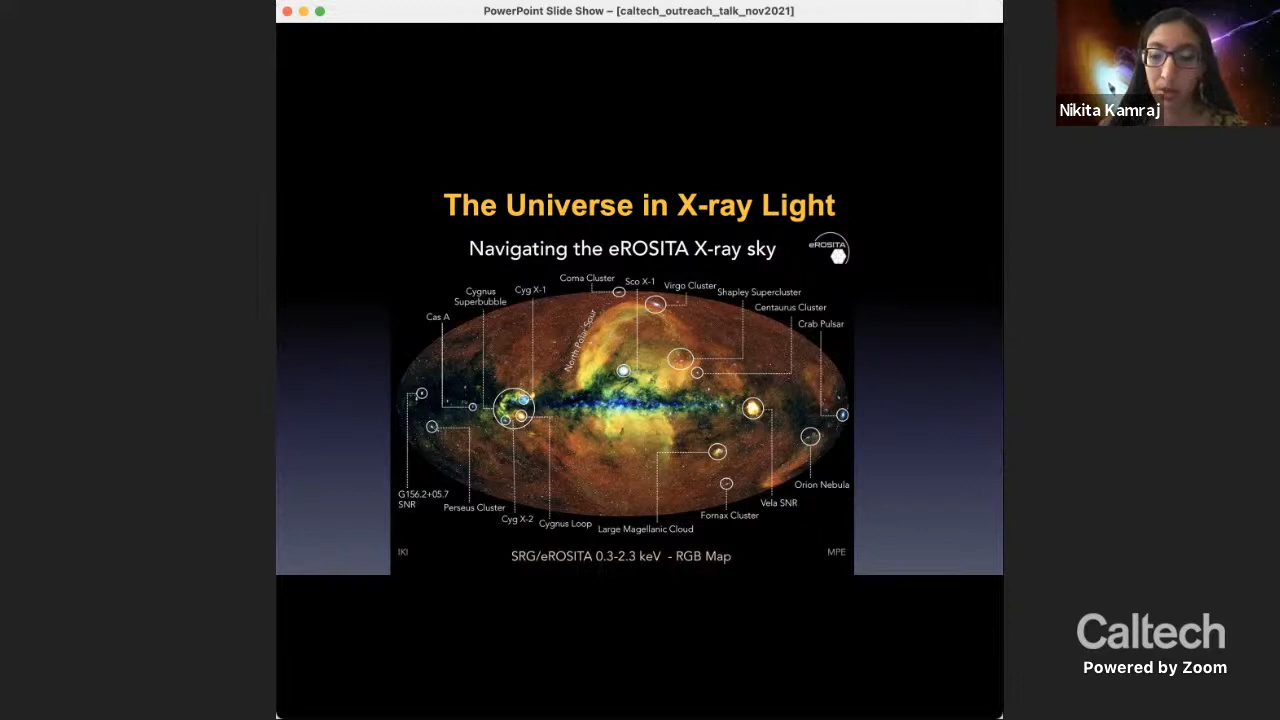 PowerPoint Slide Show – [caltech_outreach_talk_nov2021]
Nikita Kamraj
The Universe in X-ray Light
Navigating the eROSITA X-ray sky
eROSITA
Coma Cluster
Sco X-1
Virgo Cluster
Shapley Supercluster
Cygnus
Superbubble
Cyg X-1
Centaurus Cluster
Cas A
Crab Pulsar
North Polar Spur
G156.2+05.7
SNR
Perseus Cluster
Cyg X-2
Cygnus Loop
Large Magellanic Cloud
Fornax Cluster
Vela SNR
Orion Nebula
IKI
SRG/eROSITA 0.3-2.3 keV - RGB Map
MPE
Caltech
Powered by Zoom